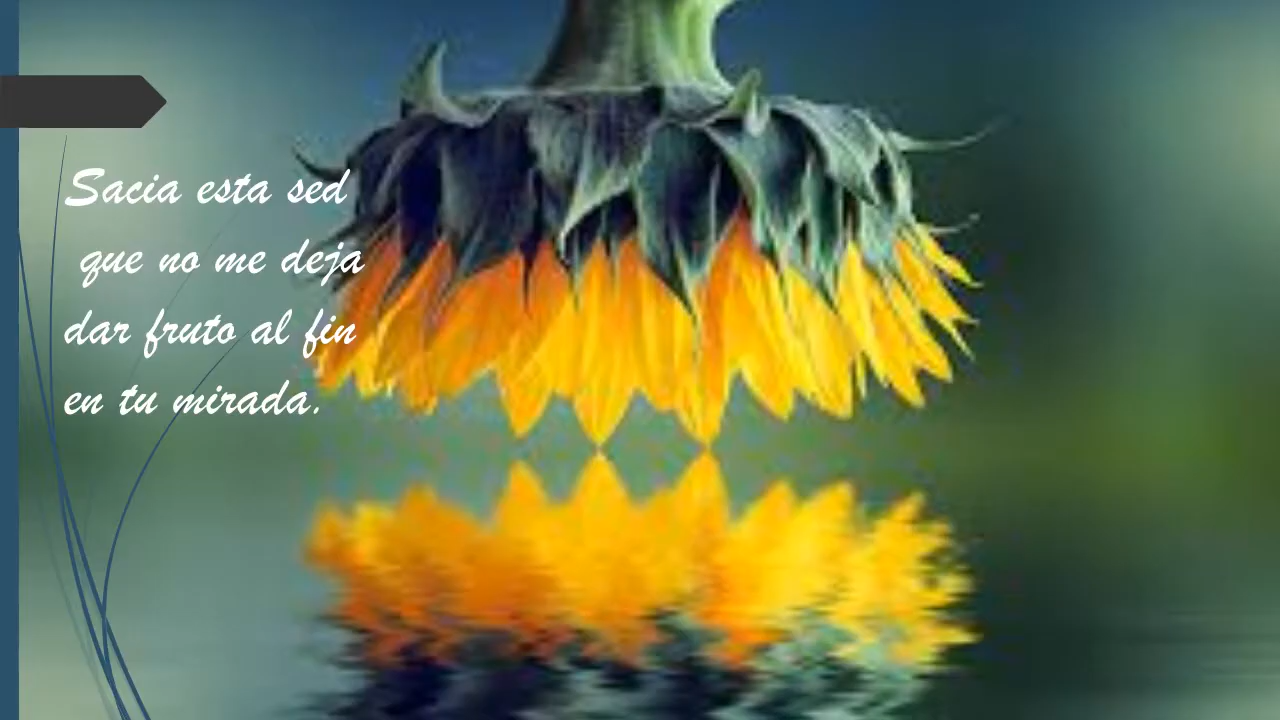 Sacia esta sed
que no me deja
dar fruto al fin
en tu mirada.